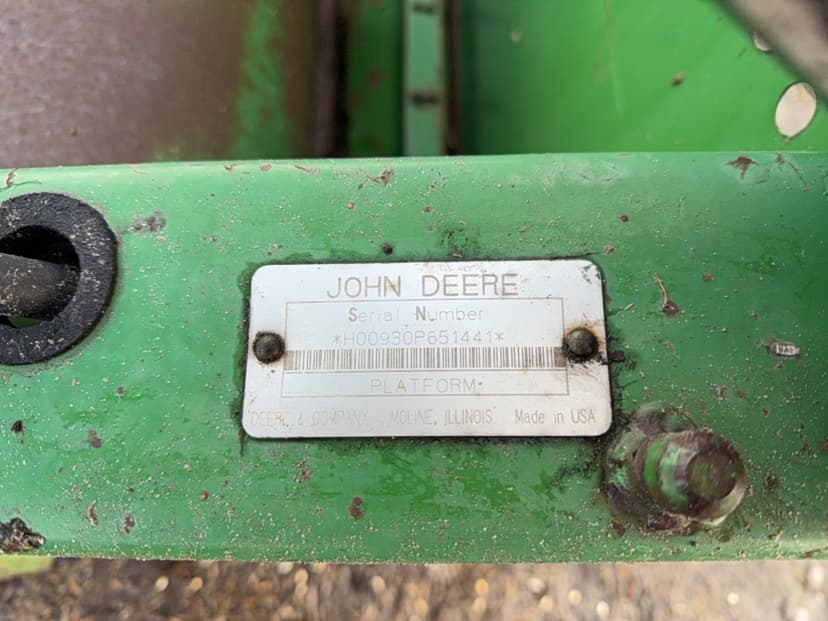 JOHN DEERE
Serial Number
*H00930P651441*
PLATFORM
DEERE & COMPANY MOLINE, ILLINOIS Made in USA